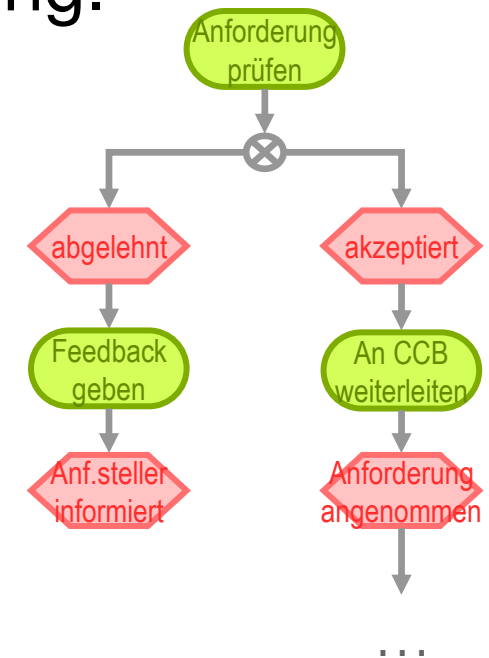 Anforderung
prüfen
abgelehnt
akzeptiert
Feedback
geben
An CCB
weiterleiten
Anf.steller
informiert
Anforderung
angenommen